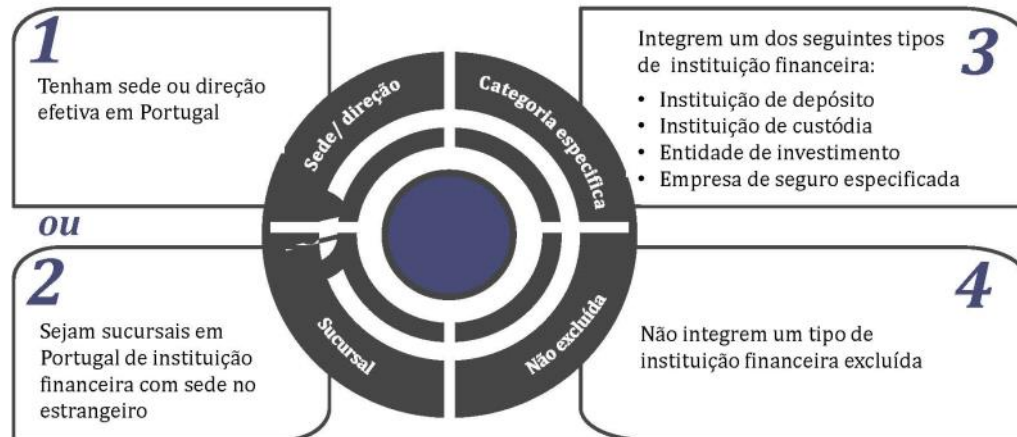 1
Tenham sede ou direção
efetiva em Portugal
ou
2
Sejam sucursais em
Portugal de instituição
financeira com sede no
estrangeiro
Sede/ direção
Categoria específica
Sucursal
Não excluída
3
Integrem um dos seguintes tipos
de instituição financeira:
• Instituição de depósito
• Instituição de custódia
• Entidade de investimento
• Empresa de seguro especificada
4
Não integrem um tipo de
instituição financeira excluída